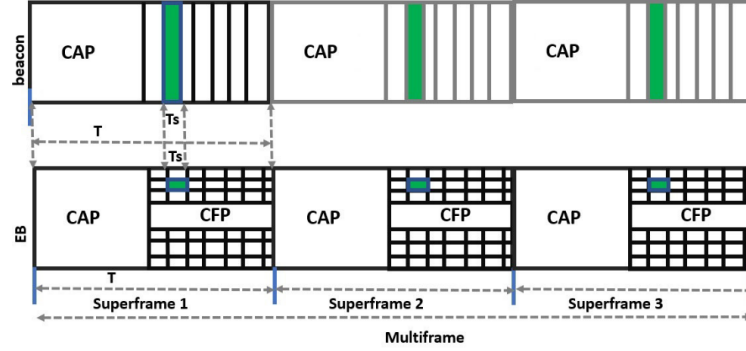 beacon
CAP
CAP
CAP
Ts
T
Ts
EB
CAP
CFP
CAP
CFP
CAP
CFP
T
Superframe 1
Superframe 2
Superframe 3
Multiframe